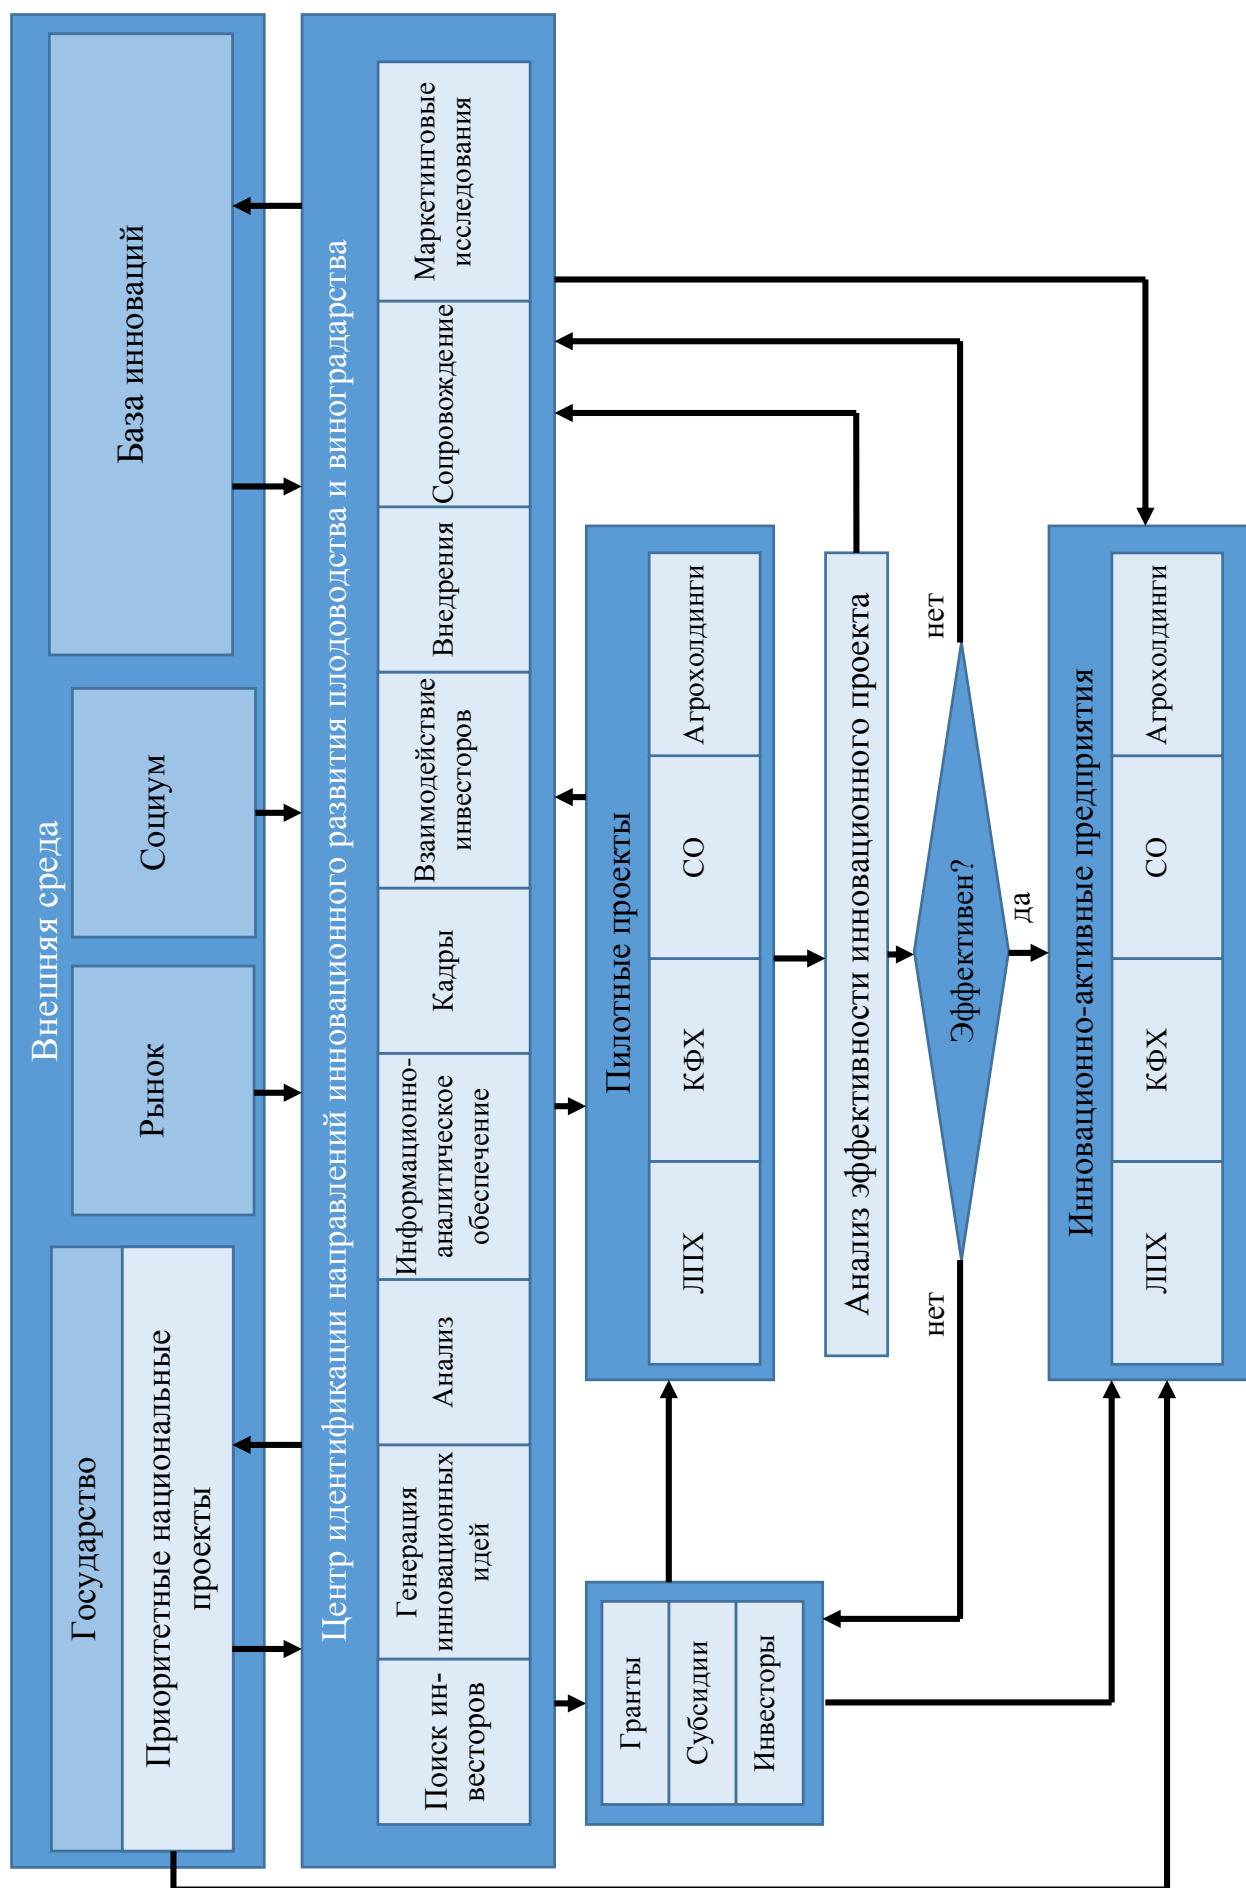 Внешняя среда
Государство
Приоритетные национальные
проекты
Рынок
Социум
База инноваций
Центр идентификации направлений инновационного развития плодоводства и виноградарства
Поиск ин-
весторов
Генерация
инновационных
идей
Анализ
Информационно-
аналитическое
обеспечение
Кадры
Взаимодействие
инвесторов
Внедрения
Сопровождение
Маркетинговые
исследования
Гранты
Субсидии
Инвесторы
Пилотные проекты
ЛПХ
КФХ
СО
Агрохолдинги
Анализ эффективности инновационного проекта
нет
Эффективен?
нет
да
Инновационно-активные предприятия
ЛПХ
КФХ
СО
Агрохолдинги